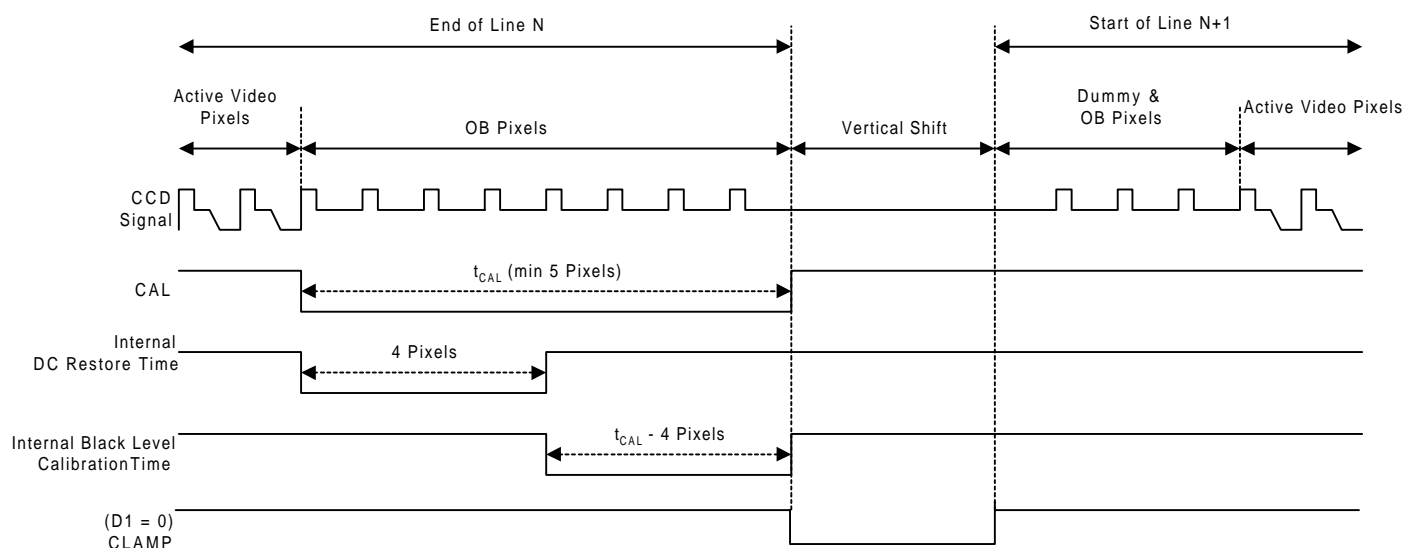 End of Line N
Start of Line N+1
Active Video
Pixels
OB Pixels
Vertical Shift
Dummy &
OB Pixels
Active Video Pixels
CCD
Signal
CAL
tCAL (min 5 Pixels)
Internal
DC Restore Time
4 Pixels
Internal Black Level
CalibrationTime
tCAL - 4 Pixels
(D1 = 0)
CLAMP